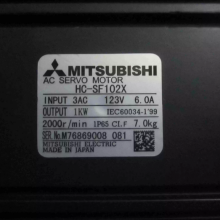 MITSUBISHI
AC SERVO MOTOR
HC-SF102X
INPUT 3AC 123V 6.0A
OUTPUT 1KW IEC60034-1'99
2000r/min IP65 CI.F 7.0kg
SER.No.M76869008 081
MITSUBISHI ELECTRIC
MADE IN JAPAN